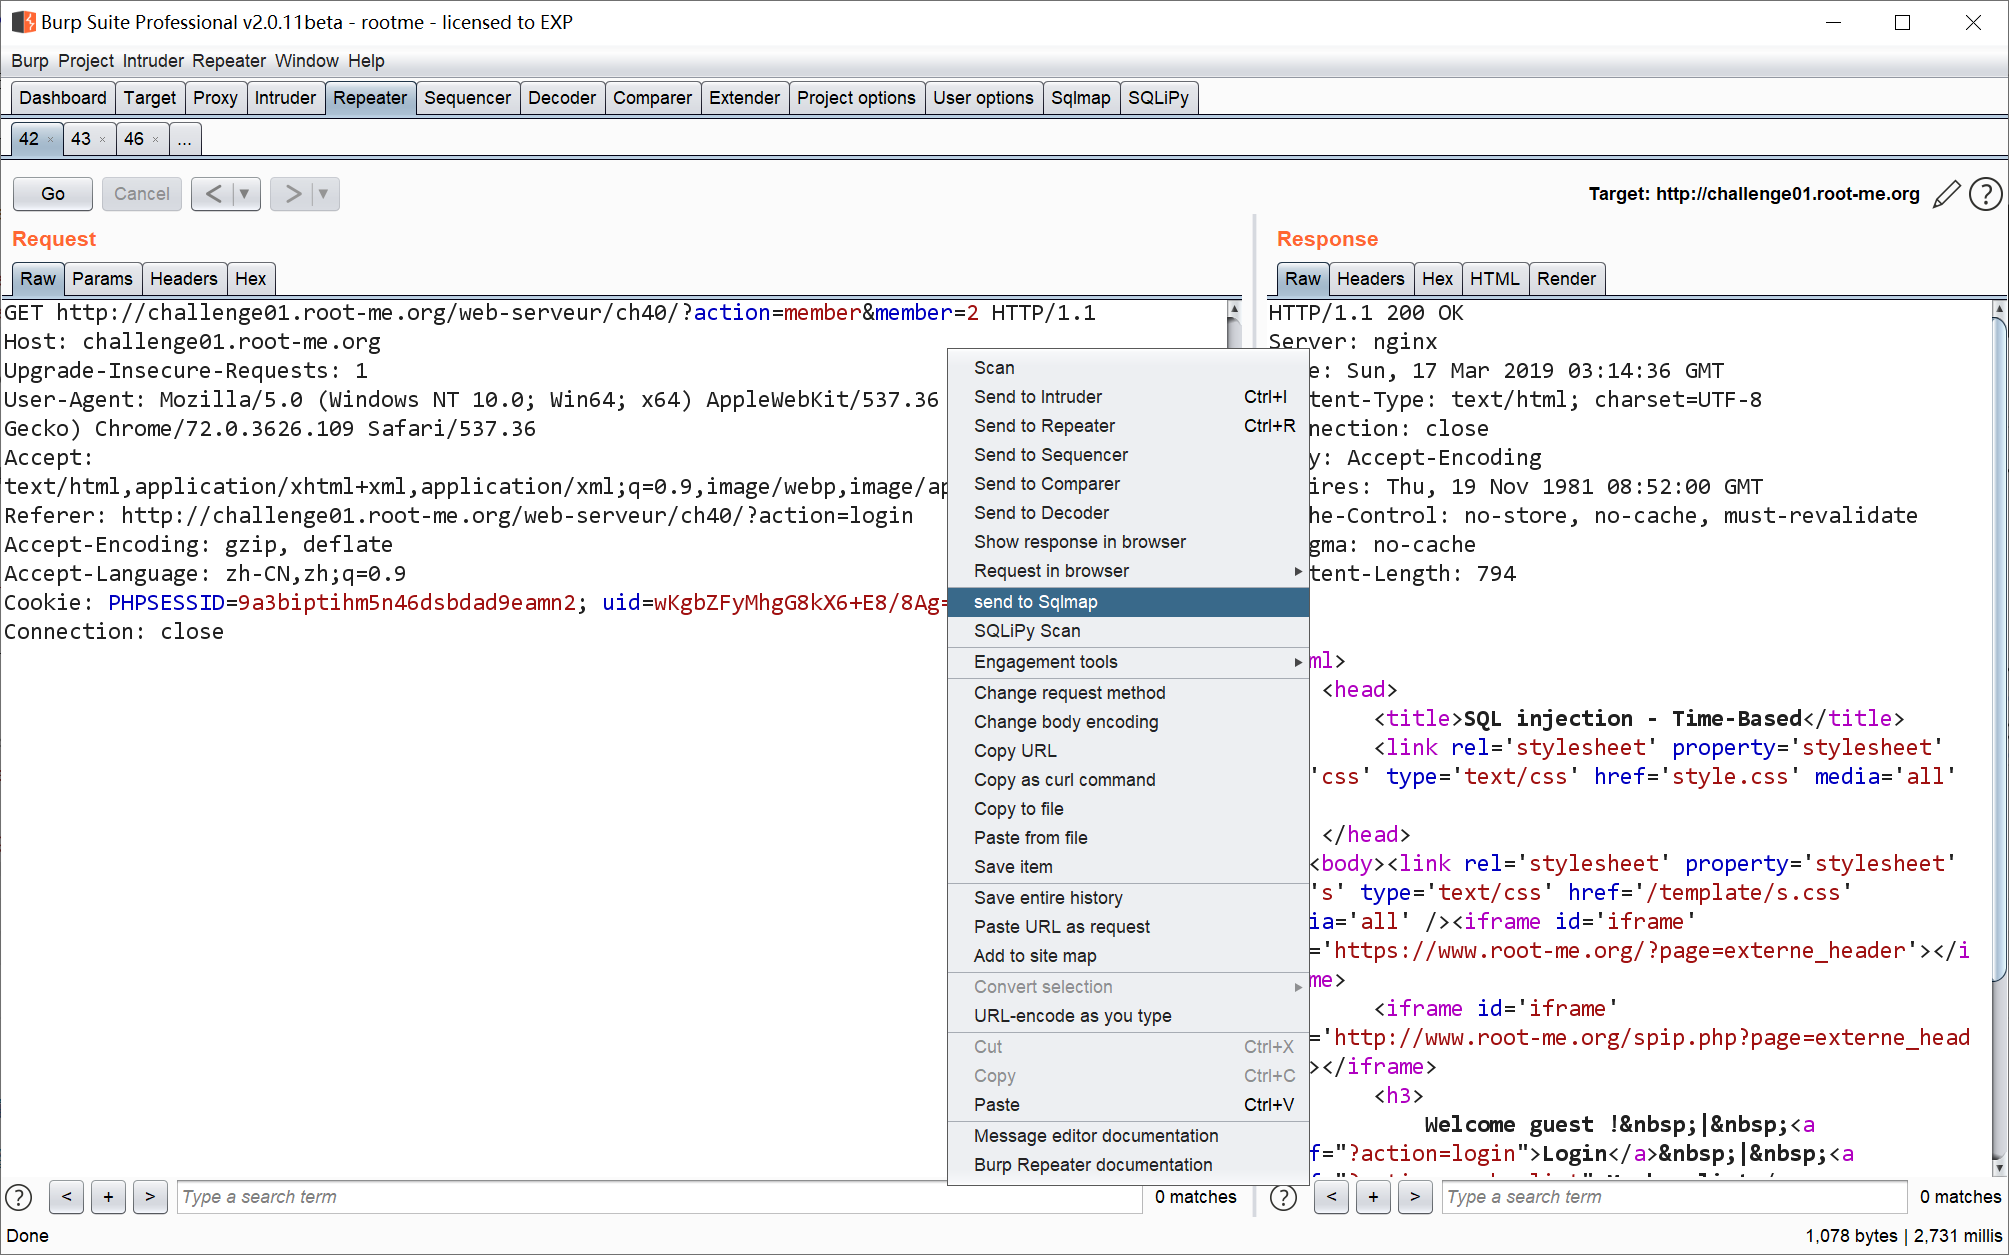 Burp Suite Professional v2.0.11beta - rootme - licensed to EXP
Burp Project Intruder Repeater Window Help
Dashboard Target Proxy Intruder Repeater Sequencer Decoder Comparer Extender Project options User options Sqlmap SQLiPy
42 × 43 × 46 × ...
Go Cancel < ▼ > ▼ Target: http://challenge01.root-me.org ?
Request
Raw Params Headers Hex
GET http://challenge01.root-me.org/web-serveur/ch40/?action=member&member=2 HTTP/1.1
Host: challenge01.root-me.org
Upgrade-Insecure-Requests: 1
User-Agent: Mozilla/5.0 (Windows NT 10.0; Win64; x64) AppleWebKit/537.36
Gecko) Chrome/72.0.3626.109 Safari/537.36
Accept:
text/html,application/xhtml+xml,application/xml;q=0.9,image/webp,image/ap
Referer: http://challenge01.root-me.org/web-serveur/ch40/?action=login
Accept-Encoding: gzip, deflate
Accept-Language: zh-CN,zh;q=0.9
Cookie: PHPSESSID=9a3biptihm5n46dsbdad9eamn2; uid=wKgbZFyMhgG8kX6+E8/8Ag=
Connection: close
Scan
Send to Intruder Ctrl+I
Send to Repeater Ctrl+R
Send to Sequencer
Send to Comparer
Send to Decoder
Show response in browser
Request in browser
send to Sqlmap
SQLiPy Scan
Engagement tools
Change request method
Change body encoding
Copy URL
Copy as curl command
Copy to file
Paste from file
Save item
Save entire history
Paste URL as request
Add to site map
Convert selection
URL-encode as you type
Cut Ctrl+X
Copy Ctrl+C
Paste Ctrl+V
Message editor documentation
Burp Repeater documentation
Response
Raw Headers Hex HTML Render
HTTP/1.1 200 OK
Server: nginx
e: Sun, 17 Mar 2019 03:14:36 GMT
tent-Type: text/html; charset=UTF-8
nection: close
y: Accept-Encoding
ires: Thu, 19 Nov 1981 08:52:00 GMT
he-Control: no-store, no-cache, must-revalidate
gma: no-cache
tent-Length: 794
ml>
<head>
<title>SQL injection - Time-Based</title>
<link rel='stylesheet' property='stylesheet'
'css' type='text/css' href='style.css' media='all'
</head>
<body><link rel='stylesheet' property='stylesheet'
's' type='text/css' href='/template/s.css'
ia='all' /><iframe id='iframe'
='https://www.root-me.org/?page=externe_header'></i
me>
<iframe id='iframe'
='http://www.root-me.org/spip.php?page=externe_head
></iframe>
<h3>
Welcome guest !&nbsp;|&nbsp;<a
f="?action=login">Login</a>&nbsp;|&nbsp;<a
? < + > Type a search term 0 matches
? < + > Type a search term 0 matches
Done
1,078 bytes | 2,731 millis